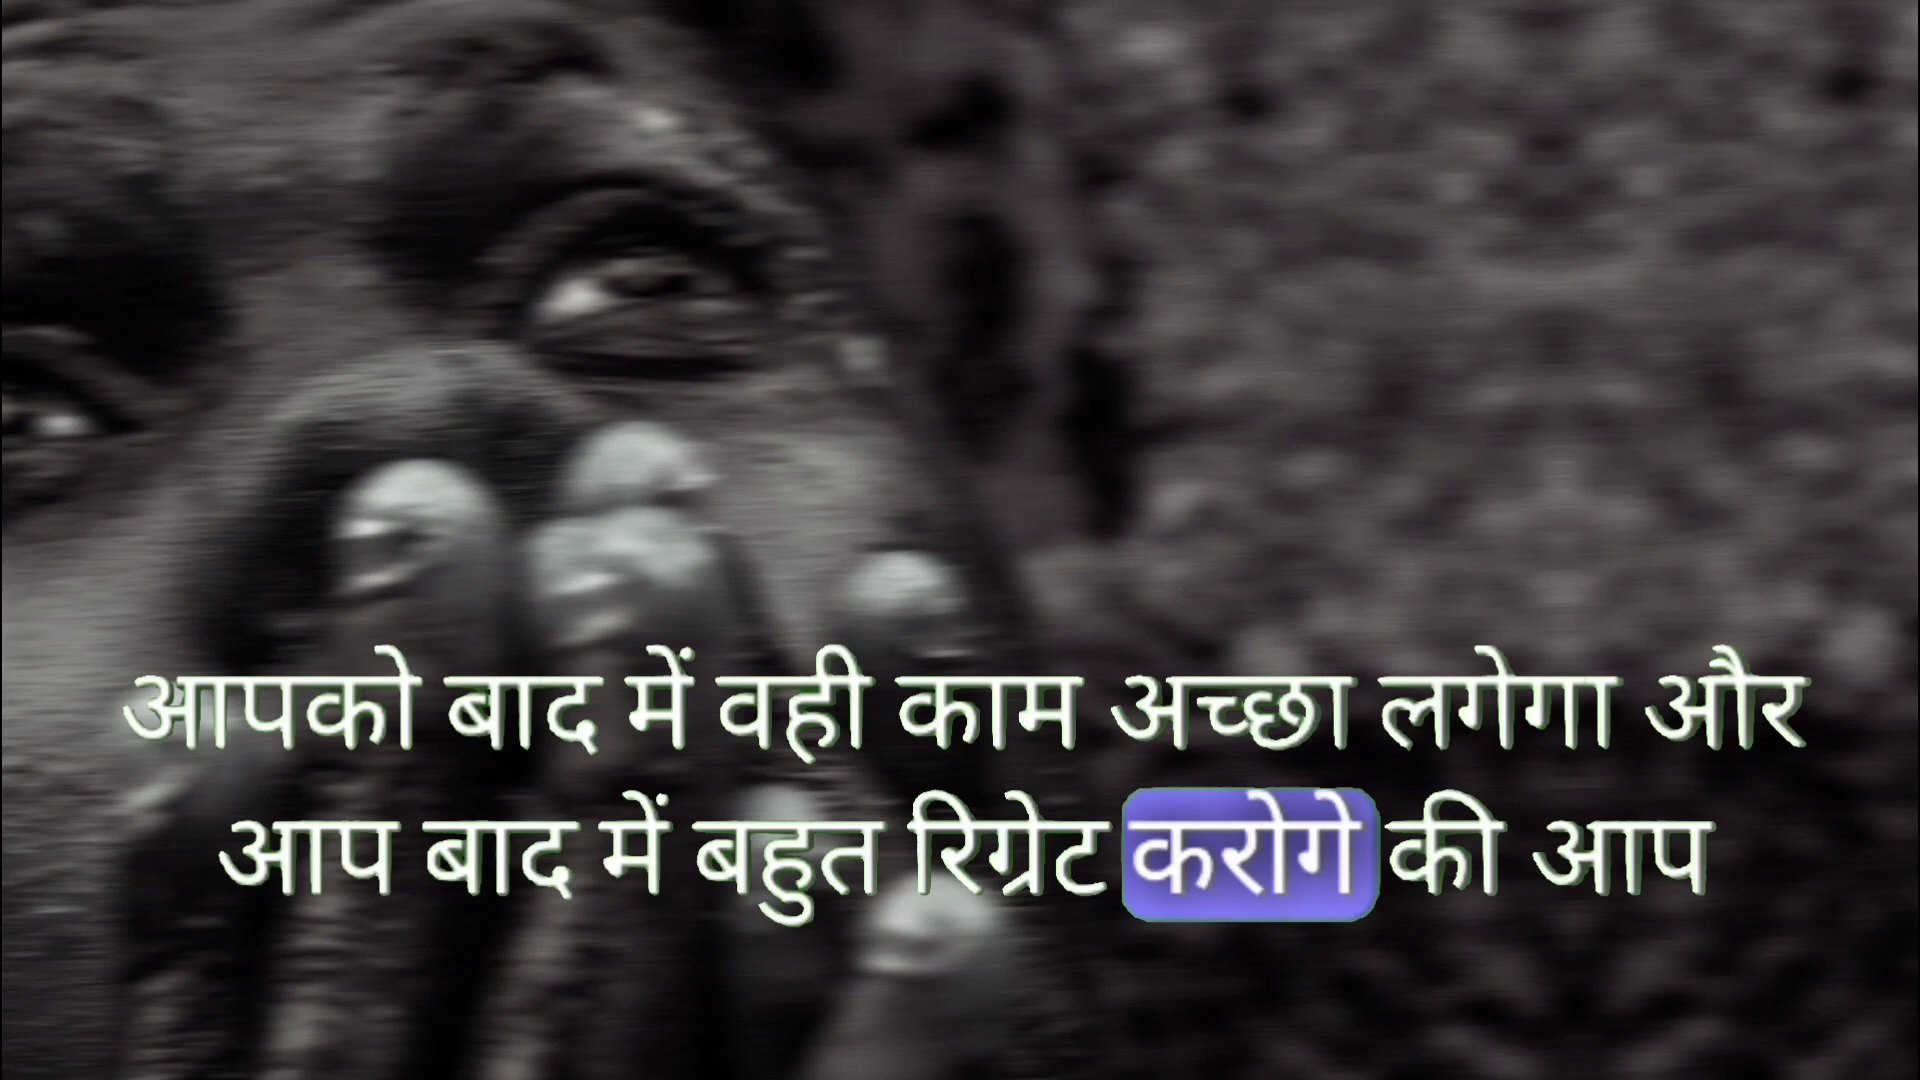 आपको बाद में वही काम अच्छा लगेगा और
आप बाद में बहुत रिग्रेट करोगे की आप